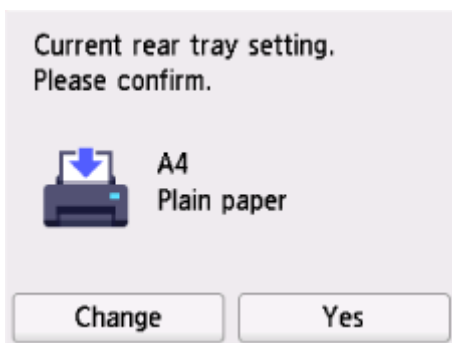 Current rear tray setting.
Please confirm.
A4
Plain paper
Change
Yes